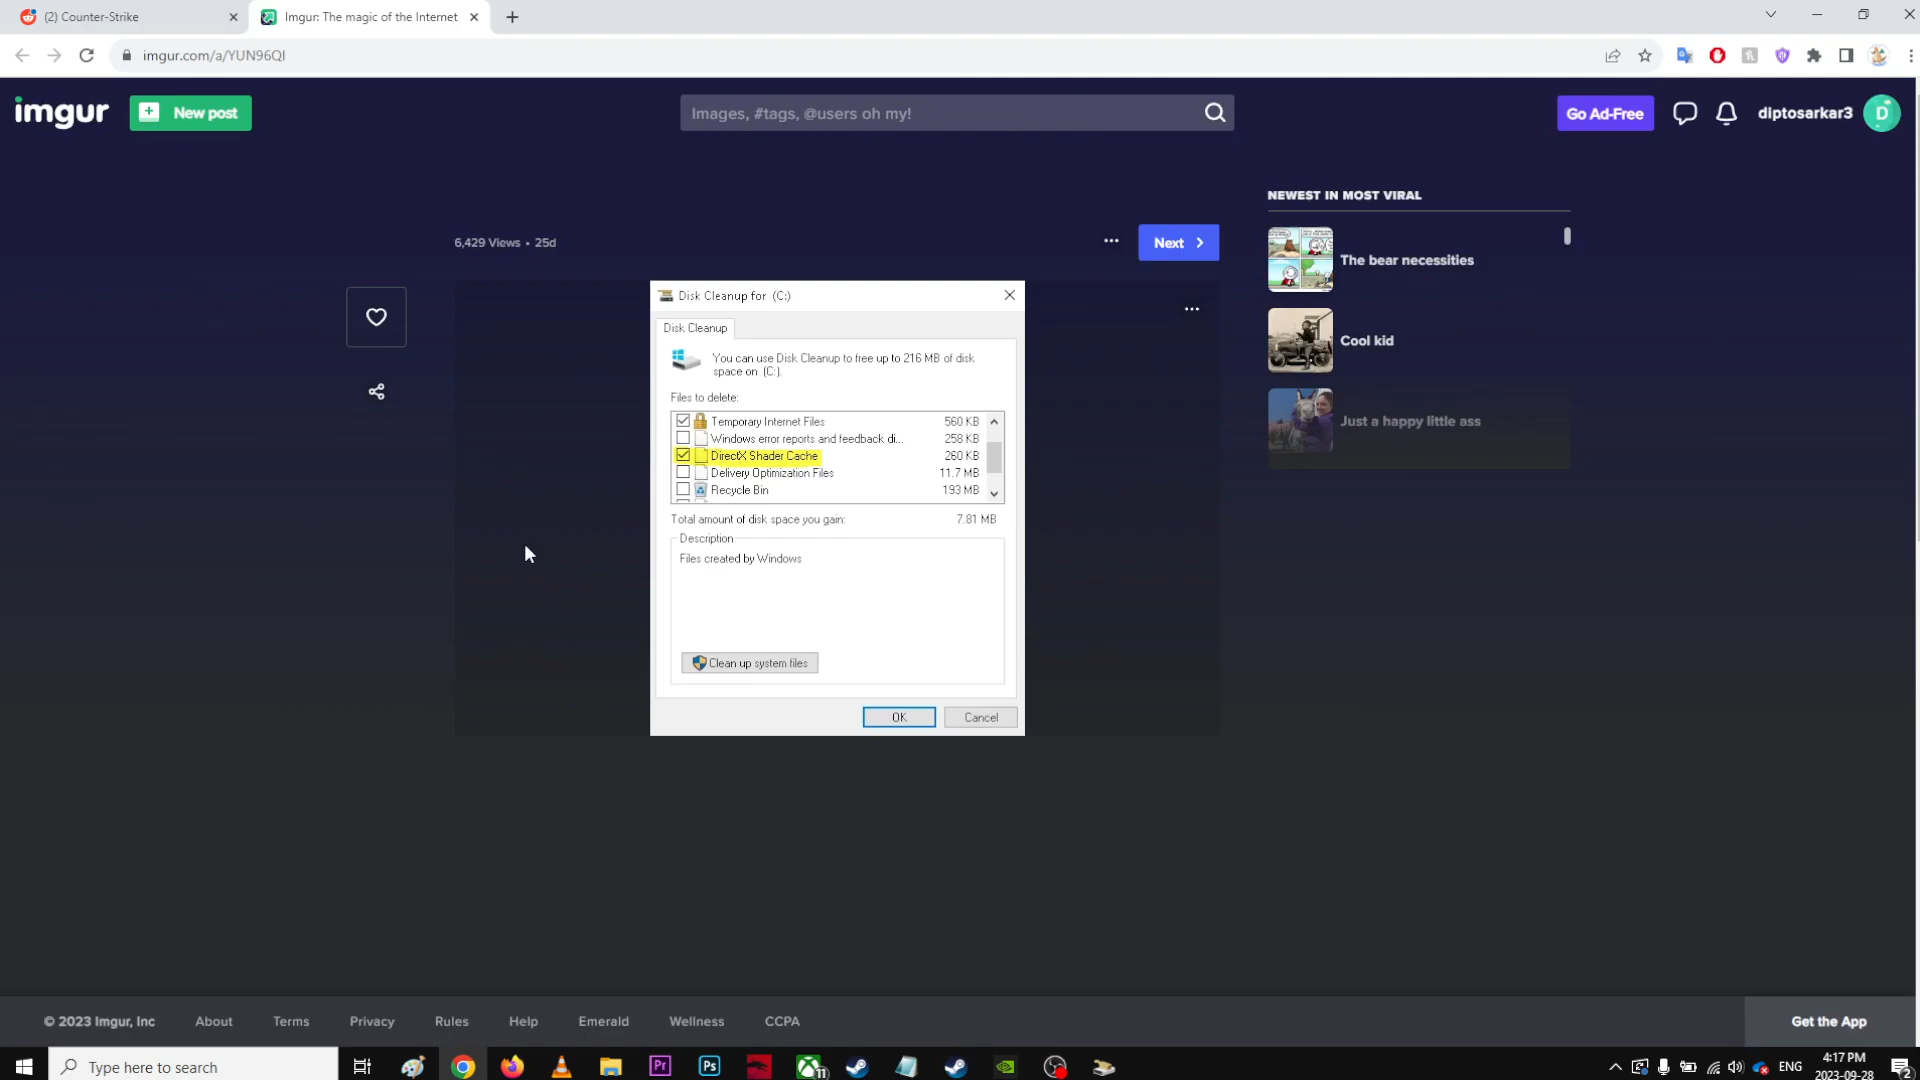 (2) Counter-Strike
Imgur: The magic of the Internet
imgur.com/a/YUN96QI
imgur
New post
Images, #tags, @users oh my!
Go Ad-Free
diptosarkar3
D
NEWEST IN MOST VIRAL
6,429 Views • 25d
Next
The bear necessities
Cool kid
Just a happy little ass
Disk Cleanup for (C:)
Disk Cleanup
You can use Disk Cleanup to free up to 216 MB of disk
space on (C:).
Files to delete:
Temporary Internet Files 560 KB
Windows error reports and feedback di... 258 KB
DirectX Shader Cache 260 KB
Delivery Optimization Files 11.7 MB
Recycle Bin 193 MB
Total amount of disk space you gain: 7.81 MB
Description
Files created by Windows
Clean up system files
OK
Cancel
© 2023 Imgur, Inc
About
Terms
Privacy
Rules
Help
Emerald
Wellness
CCPA
Get the App
Type here to search
Pr
Ps
11
ENG
4:17 PM
2023-09-28
2